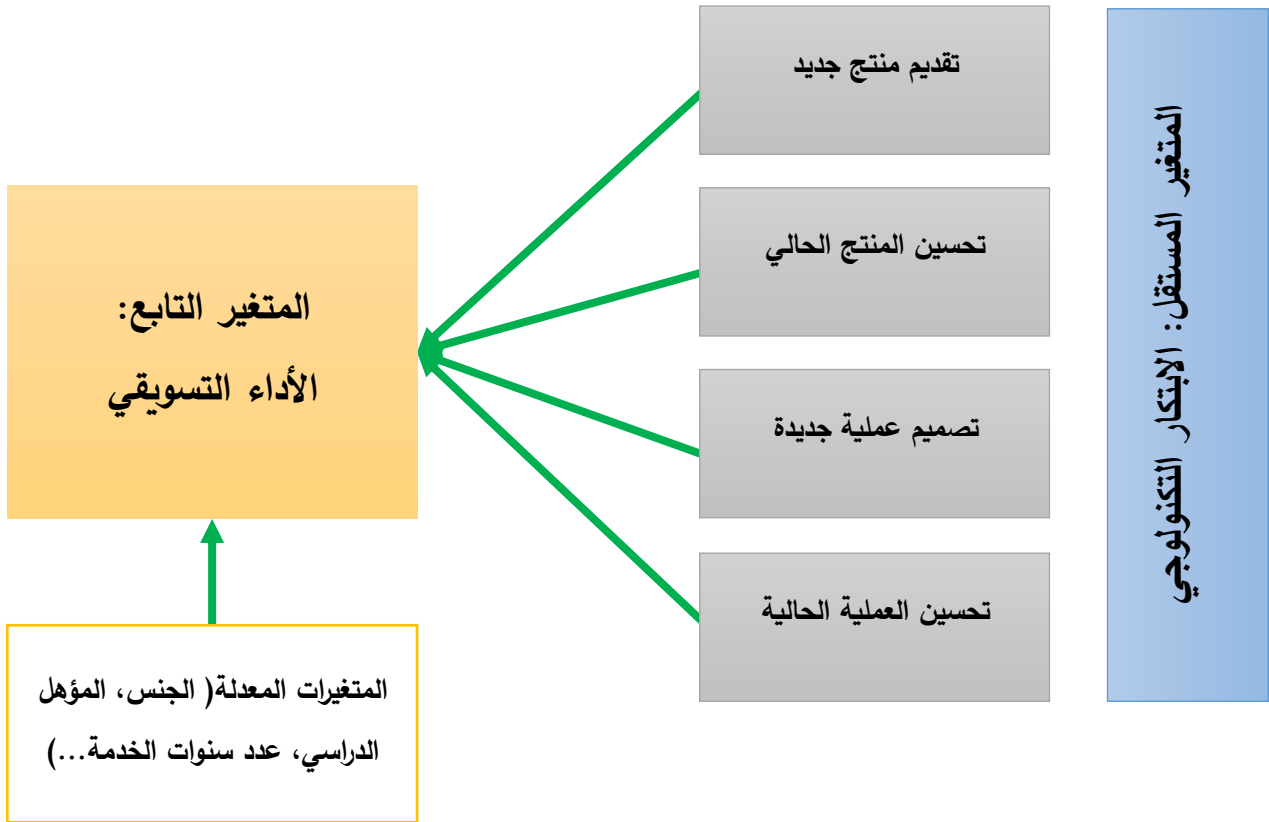 المتغير المستقل: الابتكار التكنولوجي
تقديم منتج جديد
تحسين المنتج الحالي
تصميم عملية جديدة
تحسين العملية الحالية
المتغير التابع:
الأداء التسويقي
المتغيرات المعدلة( الجنس، المؤهل
الدراسي، عدد سنوات الخدمة...)